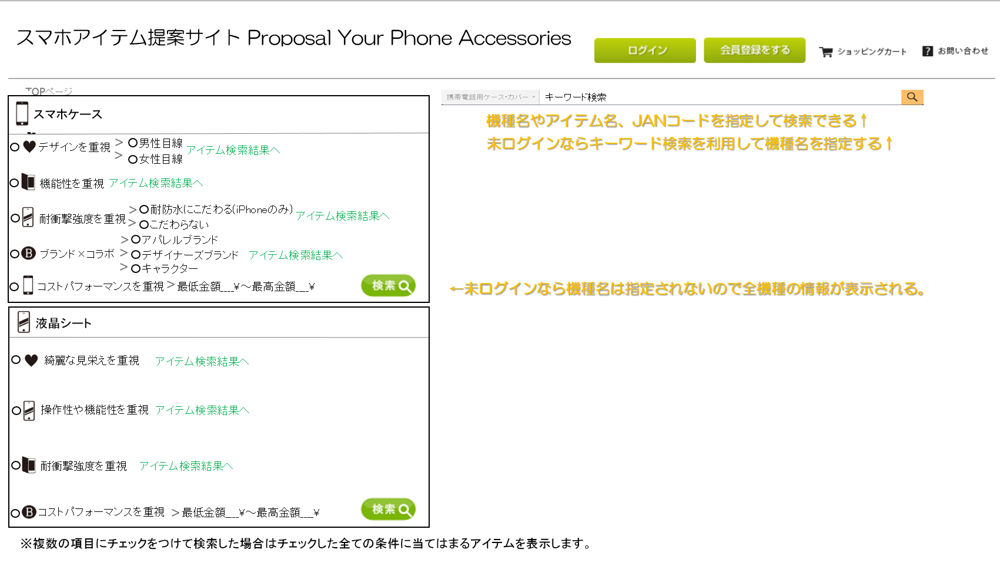 スマホアイテム提案サイト Proposal Your Phone Accessories
ログイン
会員登録をする
ショッピングカート
? お問い合わせ
TOPページ
携帯電話用ケース・カバー
キーワード検索
機種名やアイテム名、JANコードを指定して検索できる↑
未ログインならキーワード検索を利用して機種名を指定する↑
スマホケース
デザインを重視
> 〇男性目線
> 〇女性目線
アイテム検索結果へ
機能性を重視 アイテム検索結果へ
耐衝撃強度を重視
> 〇耐防水にこだわる(iPhoneのみ)
> 〇こだわらない
アイテム検索結果へ
B ブランド×コラボ
> 〇アパレルブランド
> 〇デザイナーズブランド
> 〇キャラクター
アイテム検索結果へ
コストパフォーマンスを重視 > 最低金額___¥~最高金額___¥
検索
←未ログインなら機種名は指定されないので全機種の情報が表示される。
液晶シート
綺麗な見栄えを重視 アイテム検索結果へ
操作性や機能性を重視 アイテム検索結果へ
耐衝撃強度を重視 アイテム検索結果へ
B コストパフォーマンスを重視 > 最低金額___¥~最高金額___¥
検索
※複数の項目にチェックをつけて検索した場合はチェックした全ての条件に当てはまるアイテムを表示します。